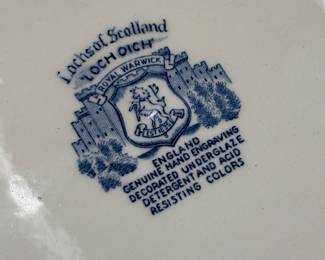 Lochs of Scotland
'LOCH OICH'
ROYAL WARWICK
ENGLAND
GENUINE HAND ENGRAVING
DECORATED UNDERGLAZE
DETERGENT AND ACID
RESISTING COLORS